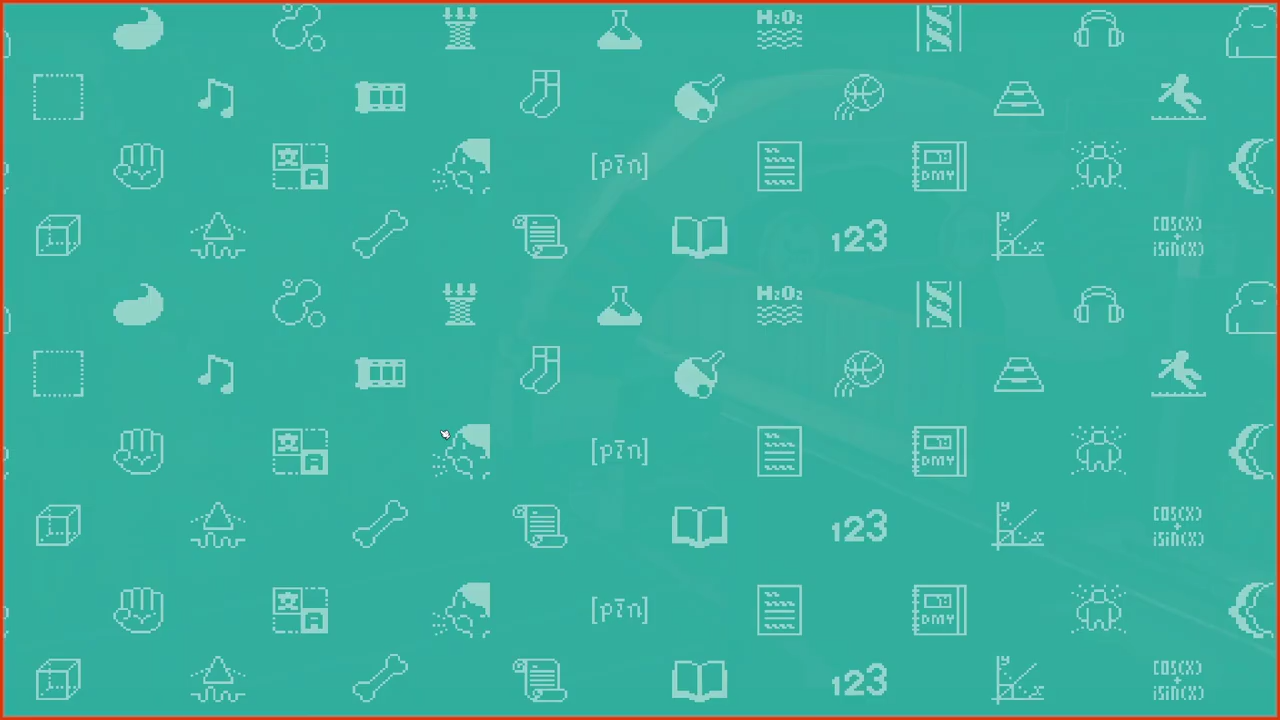 H₂O₂
[pīn]
DMY
123
y
x
cos(x)
+
isin(x)
H₂O₂
[pīn]
DMY
123
y
x
cos(x)
+
isin(x)
[pīn]
DMY
123
y
x
cos(x)
+
isin(x)